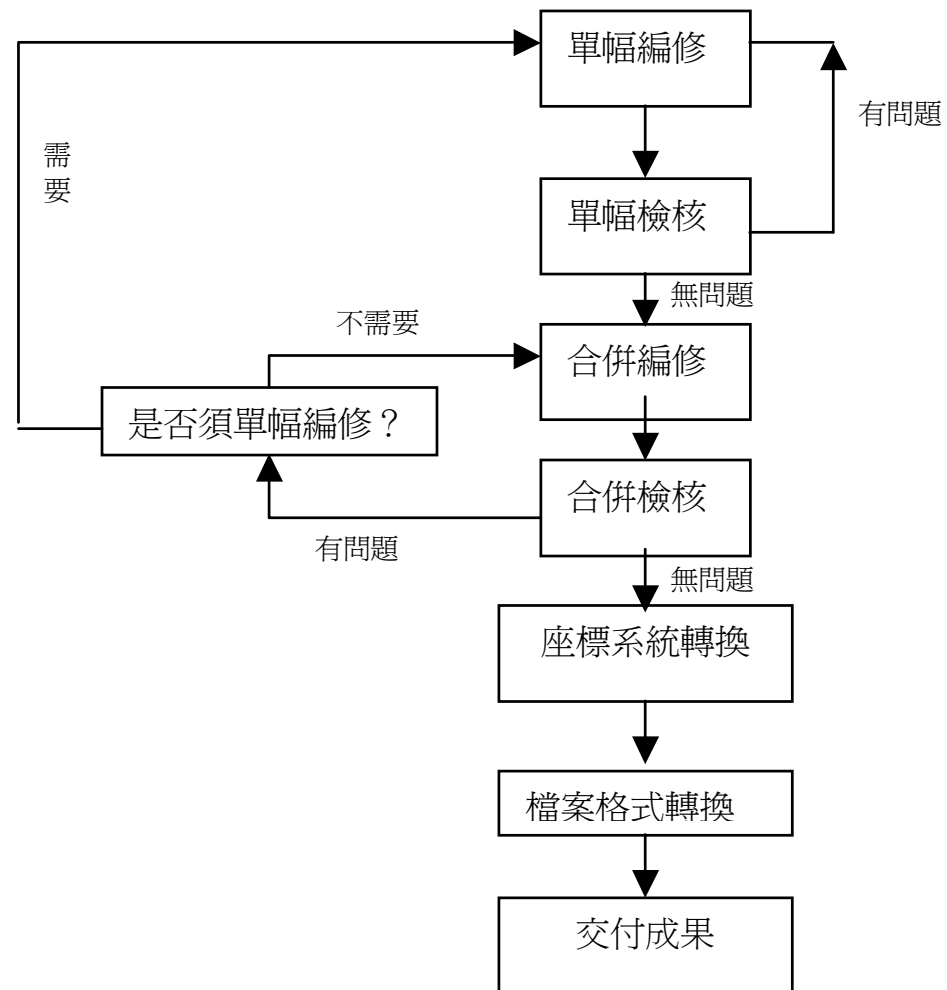 單幅編修
有問題
需
要
單幅檢核
無問題
不需要
合併編修
是否須單幅編修？
合併檢核
有問題
無問題
座標系統轉換
檔案格式轉換
交付成果